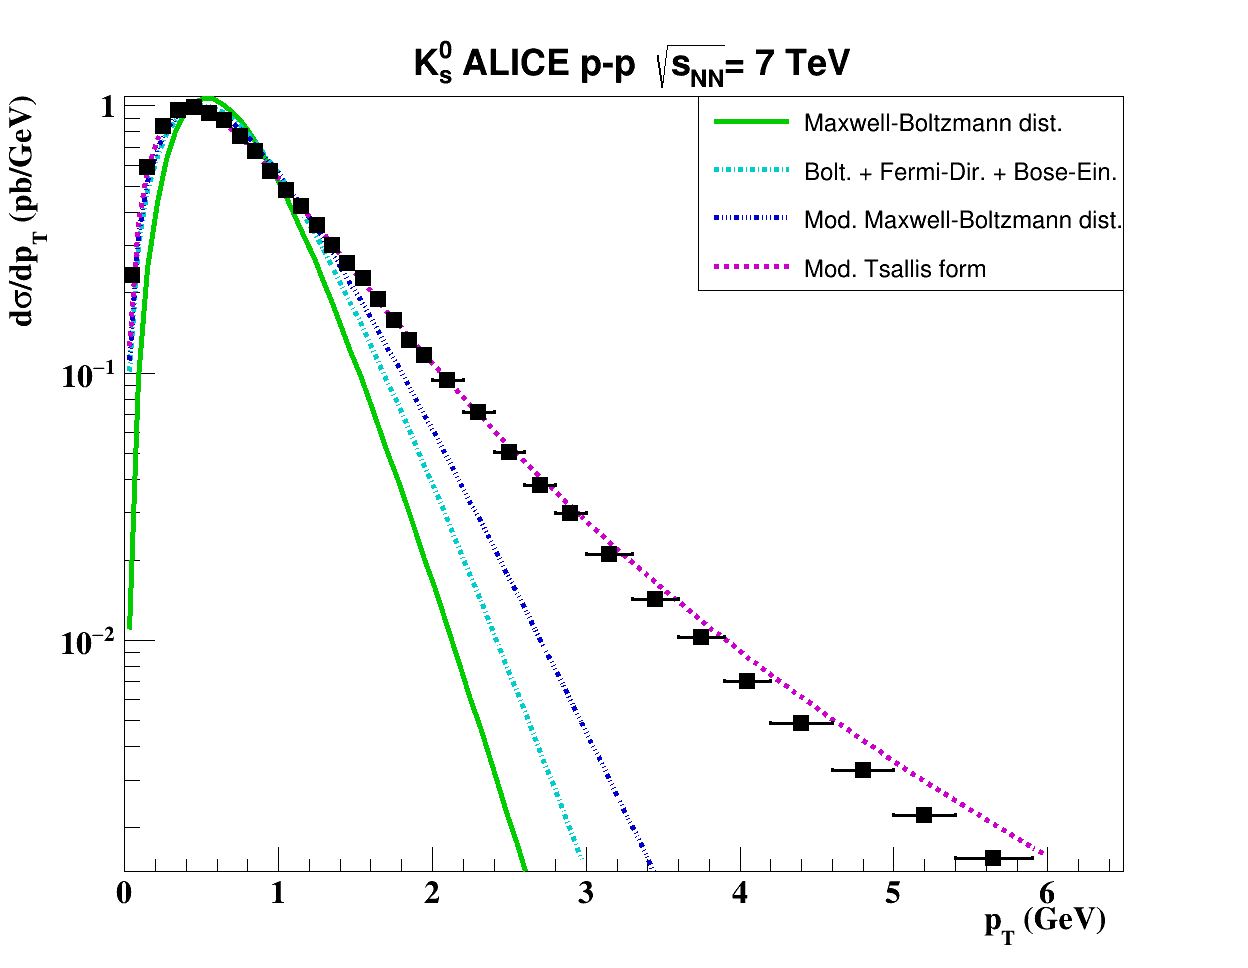 K⁰ₛ ALICE p-p √sNN= 7 TeV
dσ/dpT (pb/GeV)
Maxwell-Boltzmann dist.
Bolt. + Fermi-Dir. + Bose-Ein.
Mod. Maxwell-Boltzmann dist.
Mod. Tsallis form
1
10⁻¹
10⁻²
0 1 2 3 4 5 6
pT (GeV)